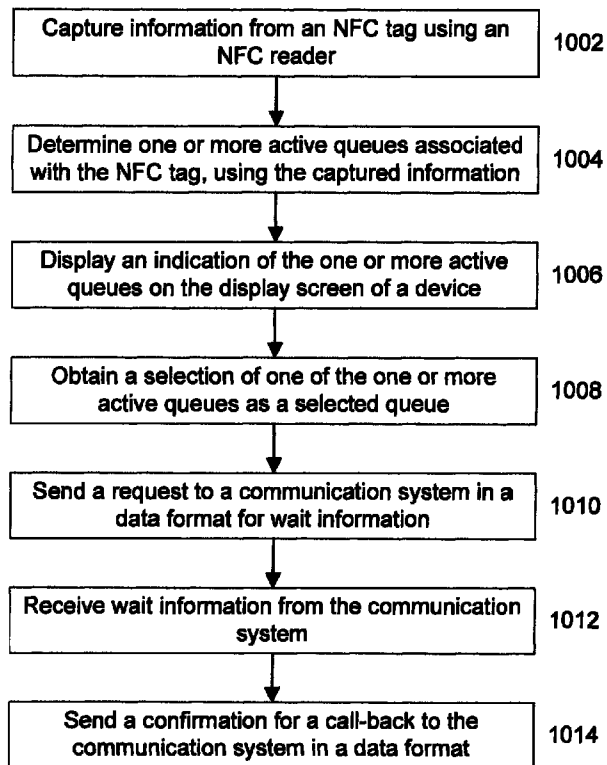 Capture information from an NFC tag using an
NFC reader
1002
Determine one or more active queues associated
with the NFC tag, using the captured information
1004
Display an indication of the one or more active
queues on the display screen of a device
1006
Obtain a selection of one of the one or more
active queues as a selected queue
1008
Send a request to a communication system in a
data format for wait information
1010
Receive wait information from the communication
system
1012
Send a confirmation for a call-back to the
communication system in a data format
1014